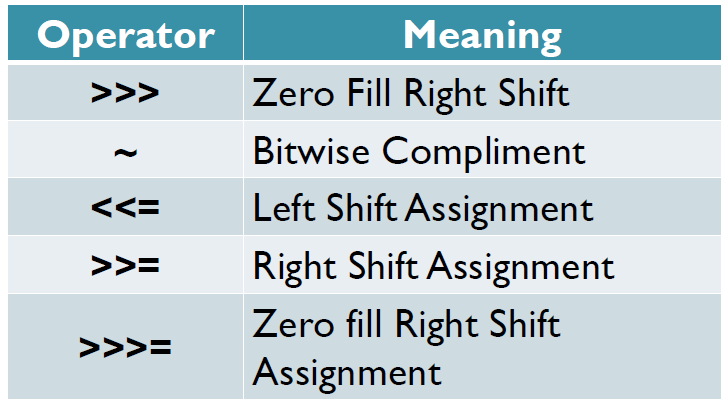 Operator Meaning
>>> Zero Fill Right Shift
~ Bitwise Compliment
<<= Left Shift Assignment
>>= Right Shift Assignment
>>>= Zero fill Right Shift
Assignment